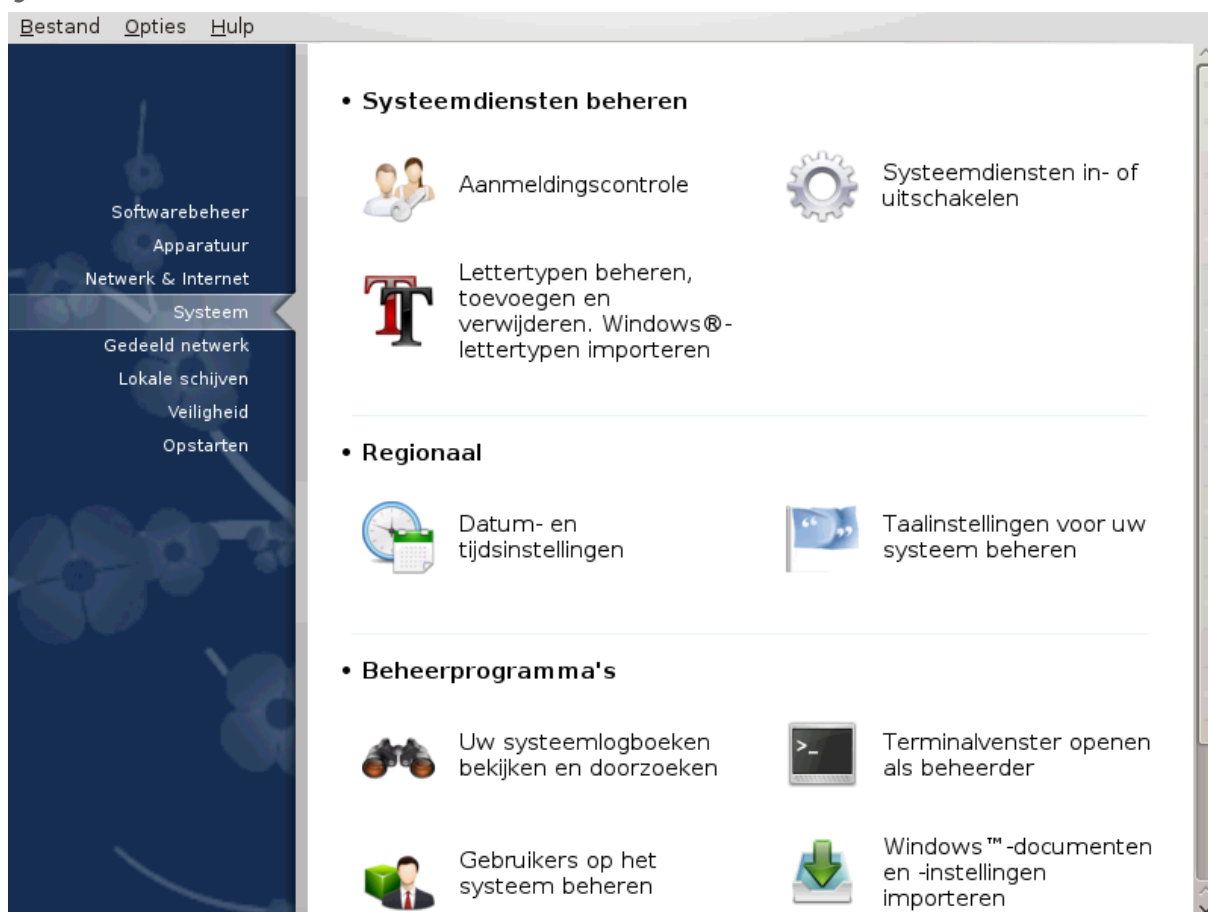 Bestand Opties Hulp
Softwarebeheer
Apparatuur
Netwerk & Internet
Systeem
Gedeeld netwerk
Lokale schijven
Veiligheid
Opstarten
• Systeemdiensten beheren
Aanmeldingscontrole
Systeemdiensten in- of
uitschakelen
Lettertypen beheren,
toevoegen en
verwijderen. Windows®-
lettertypen importeren
• Regionaal
Datum- en
tijdsinstellingen
Taalinstellingen voor uw
systeem beheren
• Beheerprogramma's
Uw systeemlogboeken
bekijken en doorzoeken
>_
Terminalvenster openen
als beheerder
Gebruikers op het
systeem beheren
Windows™-documenten
en -instellingen
importeren